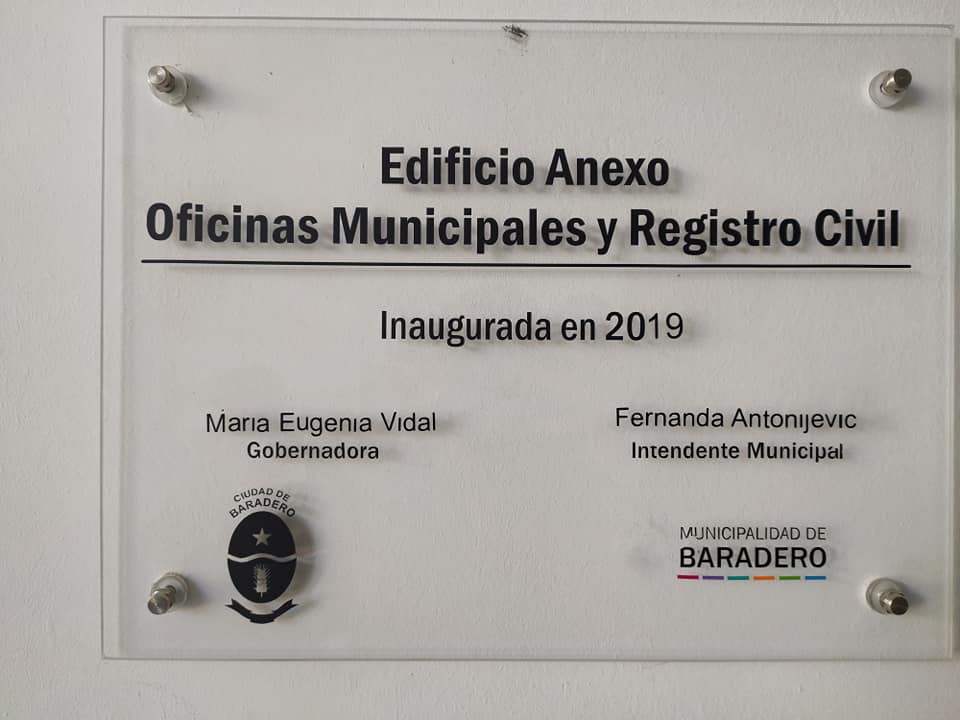 Edificio Anexo
Oficinas Municipales y Registro Civil
Inaugurada en 2019
Maria Eugenia Vidal
Gobernadora
Fernanda Antonijevic
Intendente Municipal
CIUDAD DE
BARADERO
MUNICIPALIDAD DE
BARADERO